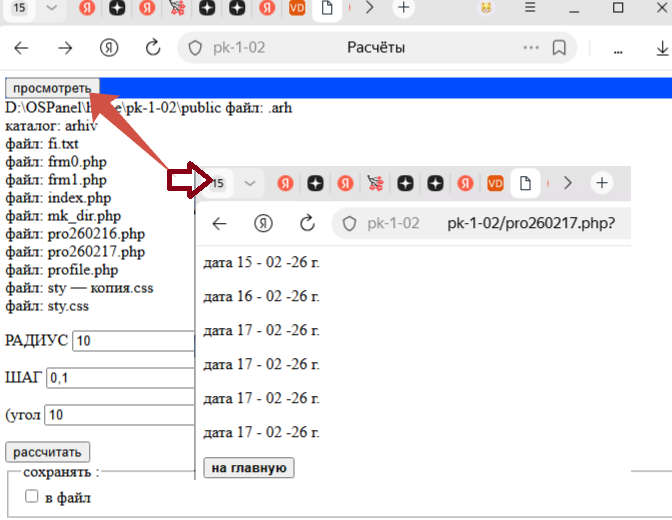 15
VD
pk-1-02
Расчёты
просмотреть
D:\OSPanel\ \pk-1-02\public файл: .arh
каталог: arhiv
файл: fi.txt
файл: frm0.php
файл: frm1.php
файл: index.php
файл: mk_dir.php
файл: pro260216.php
файл: pro260217.php
файл: profile.php
файл: sty — копия.css
файл: sty.css
РАДИУС 10
ШАГ 0,1
(угол 10
рассчитать
сохранять :
в файл
15
VD
pk-1-02
pk-1-02/pro260217.php?
дата 15 - 02 -26 г.
дата 16 - 02 -26 г.
дата 17 - 02 -26 г.
дата 17 - 02 -26 г.
дата 17 - 02 -26 г.
дата 17 - 02 -26 г.
на главную